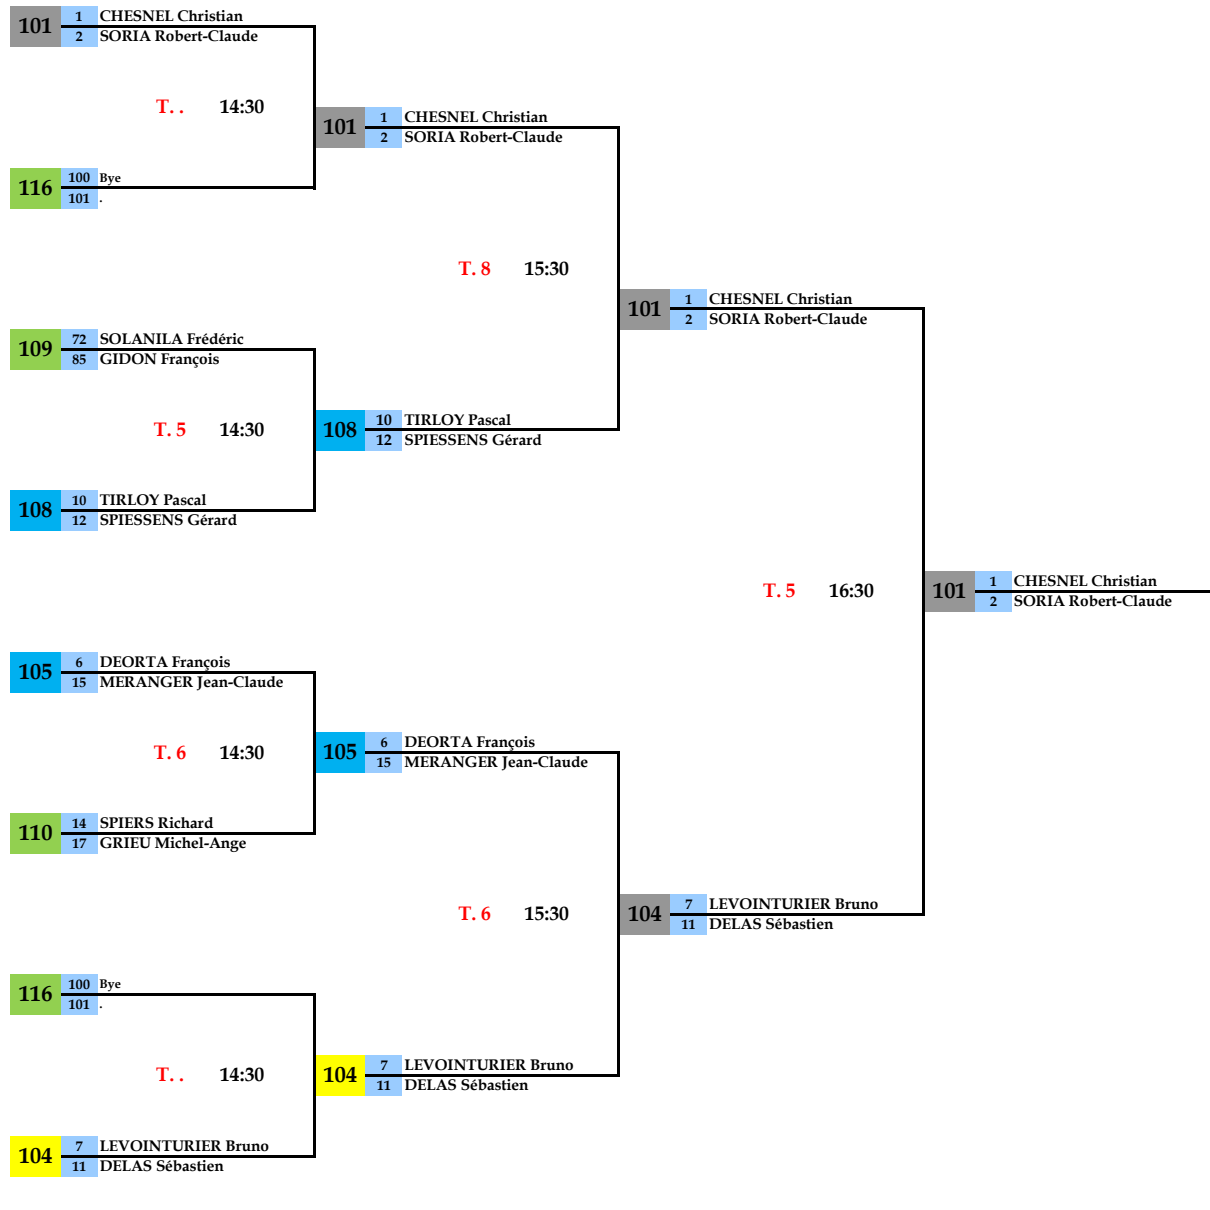 101 1 CHESNEL Christian
2 SORIA Robert-Claude
T. . 14:30
101 1 CHESNEL Christian
2 SORIA Robert-Claude
116 100 Bye
101 .
T. 8 15:30
101 1 CHESNEL Christian
2 SORIA Robert-Claude
109 72 SOLANILA Frédéric
85 GIDON François
T. 5 14:30
108 10 TIRLOY Pascal
12 SPIESSENS Gérard
108 10 TIRLOY Pascal
12 SPIESSENS Gérard
T. 5 16:30
101 1 CHESNEL Christian
2 SORIA Robert-Claude
105 6 DEORTA François
15 MERANGER Jean-Claude
T. 6 14:30
105 6 DEORTA François
15 MERANGER Jean-Claude
110 14 SPIERS Richard
17 GRIEU Michel-Ange
T. 6 15:30
104 7 LEVOINTURIER Bruno
11 DELAS Sébastien
116 100 Bye
101 .
T. . 14:30
104 7 LEVOINTURIER Bruno
11 DELAS Sébastien
104 7 LEVOINTURIER Bruno
11 DELAS Sébastien